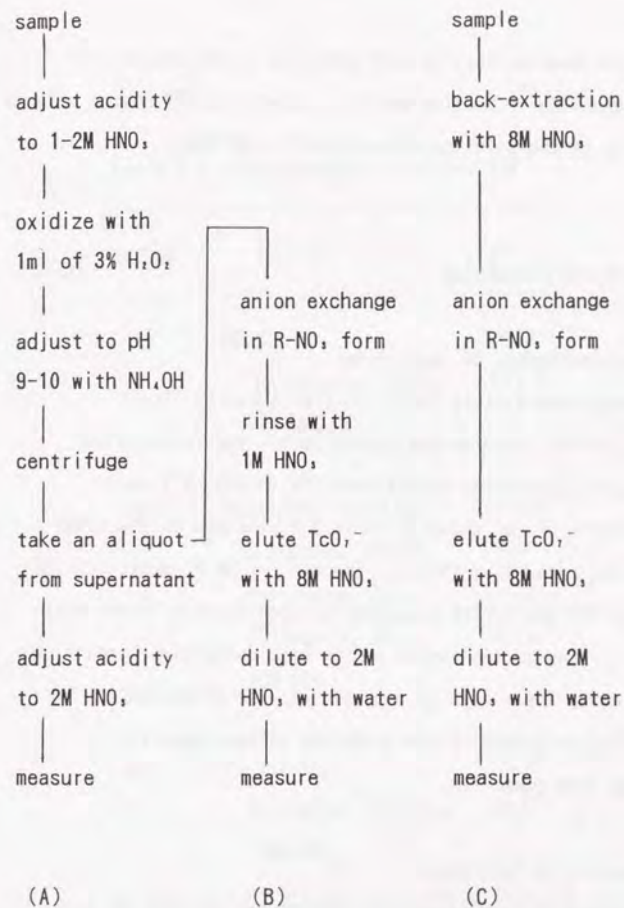 sample
adjust acidity
to 1-2M HNO₃
oxidize with
1ml of 3% H₂O₂
adjust to pH
9-10 with NH₄OH
centrifuge
take an aliquot
from supernatant
adjust acidity
to 2M HNO₃
measure
(A)
anion exchange
in R-NO₃ form
rinse with
1M HNO₃
elute TcO₄⁻
with 8M HNO₃
dilute to 2M
HNO₃ with water
measure
(B)
sample
back-extraction
with 8M HNO₃
anion exchange
in R-NO₃ form
elute TcO₄⁻
with 8M HNO₃
dilute to 2M
HNO₃ with water
measure
(C)